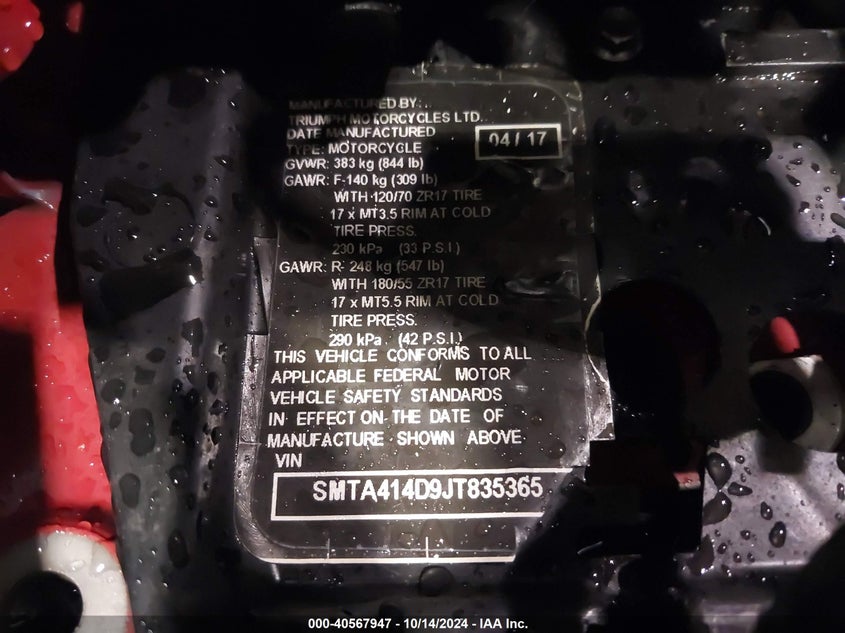 MANUFACTURED BY:
TRIUMPH MOTORCYCLES LTD.
DATE MANUFACTURED 04 / 17
TYPE: MOTORCYCLE
GVWR: 383 kg (844 lb)
GAWR: F- 140 kg (309 lb)
WITH 120/70 ZR17 TIRE
17 x MT3.5 RIM AT COLD
TIRE PRESS.
230 kPa (33 P.S.I.)
GAWR: R- 248 kg (547 lb)
WITH 180/55 ZR17 TIRE
17 x MT5.5 RIM AT COLD
TIRE PRESS.
290 kPa (42 P.S.I.)
THIS VEHICLE CONFORMS TO ALL
APPLICABLE FEDERAL MOTOR
VEHICLE SAFETY STANDARDS
IN EFFECT ON THE DATE OF
MANUFACTURE SHOWN ABOVE
VIN
SMTA414D9JT835365
000-40567947 - 10/14/2024 - IAA Inc.